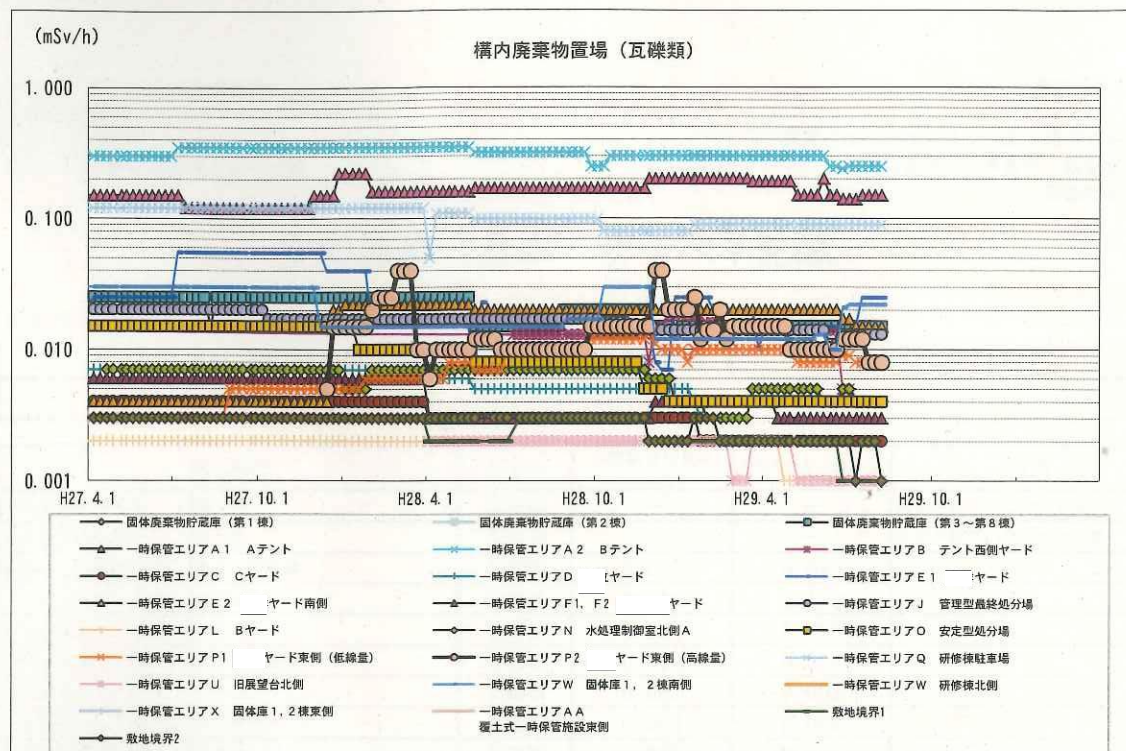 (mSv/h)
構内廃棄物置場（瓦礫類）
1.000
0.100
0.010
0.001
H27. 4. 1
H27. 10. 1
H28. 4. 1
H28. 10. 1
H29. 4. 1
H29. 10. 1
固体廃棄物貯蔵庫（第1棟）
固体廃棄物貯蔵庫（第2棟）
固体廃棄物貯蔵庫（第3～第8棟）
一時保管エリアA1　Aテント
一時保管エリアA2　Bテント
一時保管エリアB　テント西側ヤード
一時保管エリアC　Cヤード
一時保管エリアD　ヤード
一時保管エリアE1　ヤード
一時保管エリアE2　ヤード南側
一時保管エリアF1, F2　ヤード
一時保管エリアJ　管理型最終処分場
一時保管エリアL　Bヤード
一時保管エリアN　水処理制御室北側A
一時保管エリアO　安定型処分場
一時保管エリアP1　ヤード東側（低線量）
一時保管エリアP2　ヤード東側（高線量）
一時保管エリアQ　研修棟駐車場
一時保管エリアU　旧展望台北側
一時保管エリアW　固体庫1, 2棟南側
一時保管エリアW　研修棟北側
一時保管エリアX　固体庫1, 2棟東側
一時保管エリアAA
覆土式一時保管施設東側
敷地境界1
敷地境界2